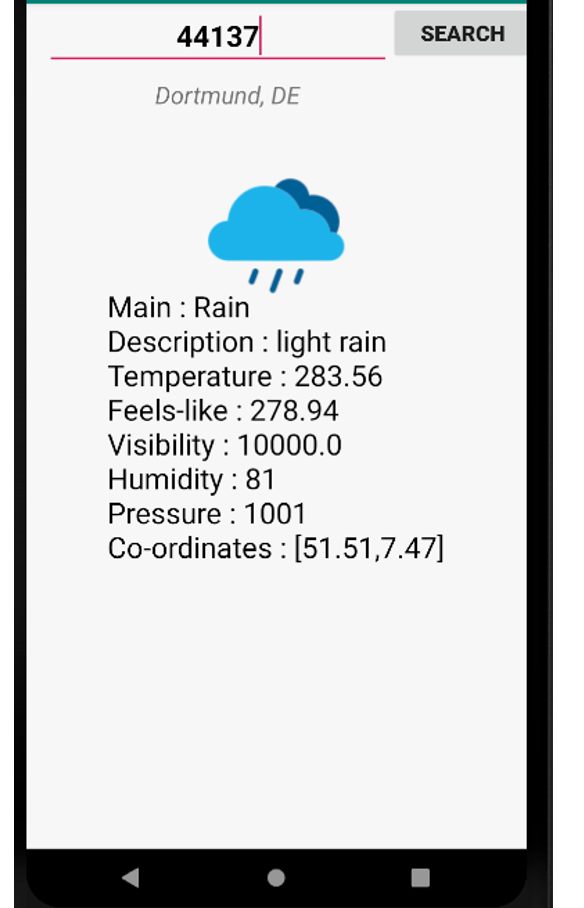 44137 SEARCH
Dortmund, DE
Main : Rain
Description : light rain
Temperature : 283.56
Feels-like : 278.94
Visibility : 10000.0
Humidity : 81
Pressure : 1001
Co-ordinates : [51.51,7.47]